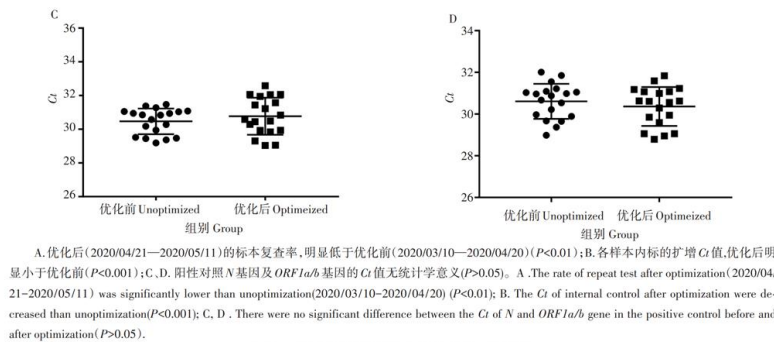 C
36
34
32
30
28
26
Ct
优化前 Unoptimized
优化后 Optimeized
组别 Group
D
34
32
30
28
26
Ct
优化前 Unoptimized
优化后 Optimized
组别 Group
A.优化后(2020/04/21—2020/05/11)的标本复查率,明显低于优化前(2020/03/10—2020/04/20)(P<0.01);B.各样本内标的扩增Ct值,优化后明
显小于优化前(P<0.001);C、D.阳性对照N基因及ORF1a/b基因的Ct值无统计学意义(P>0.05)。A .The rate of repeat test after optimization(2020/04/
21-2020/05/11) was significantly lower than unoptimization(2020/03/10-2020/04/20) (P<0.01); B. The Ct of internal control after optimization were de-
creased than unoptimization(P<0.001); C, D . There were no significant difference between the Ct of N and ORF1a/b gene in the positive control before and
after optimization(P>0.05).